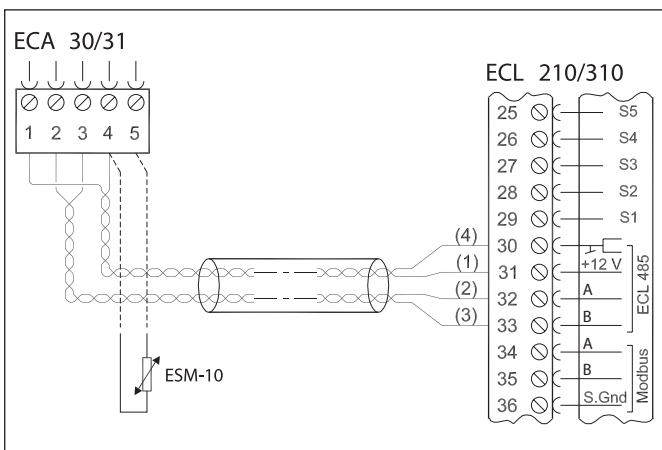 ECA 30/31
1 2 3 4 5
ECL 210/310
25 S5
26 S4
27 S3
28 S2
29 S1
(4) 30
(1) 31 +12 V
(2) 32 A
(3) 33 B
ECL 485
34 A
35 B
36 S.Gnd
Modbus
ESM-10